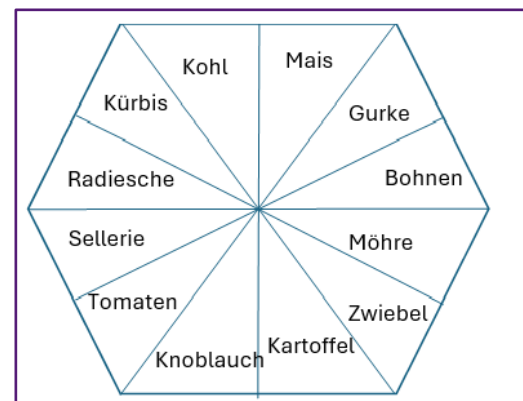 Kohl
Mais
Kürbis
Gurke
Radiesche
Bohnen
Sellerie
Möhre
Tomaten
Zwiebel
Knoblauch
Kartoffel